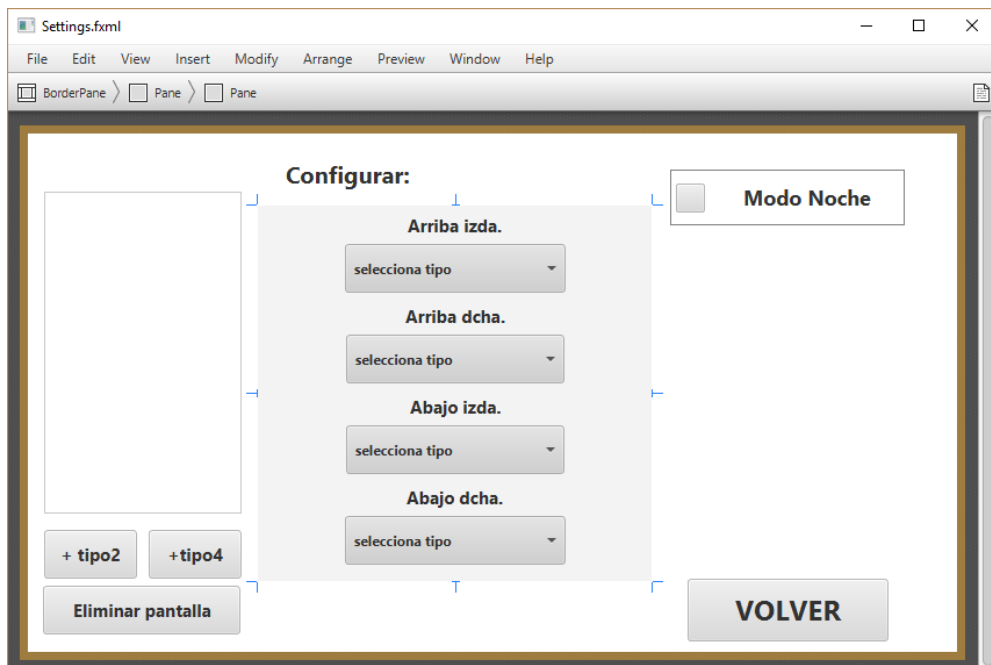 Settings.fxml
File Edit View Insert Modify Arrange Preview Window Help
BorderPane Pane Pane
Configurar:
Modo Noche
Arriba izda.
selecciona tipo
Arriba dcha.
selecciona tipo
Abajo izda.
selecciona tipo
Abajo dcha.
selecciona tipo
+ tipo2 +tipo4
Eliminar pantalla
VOLVER